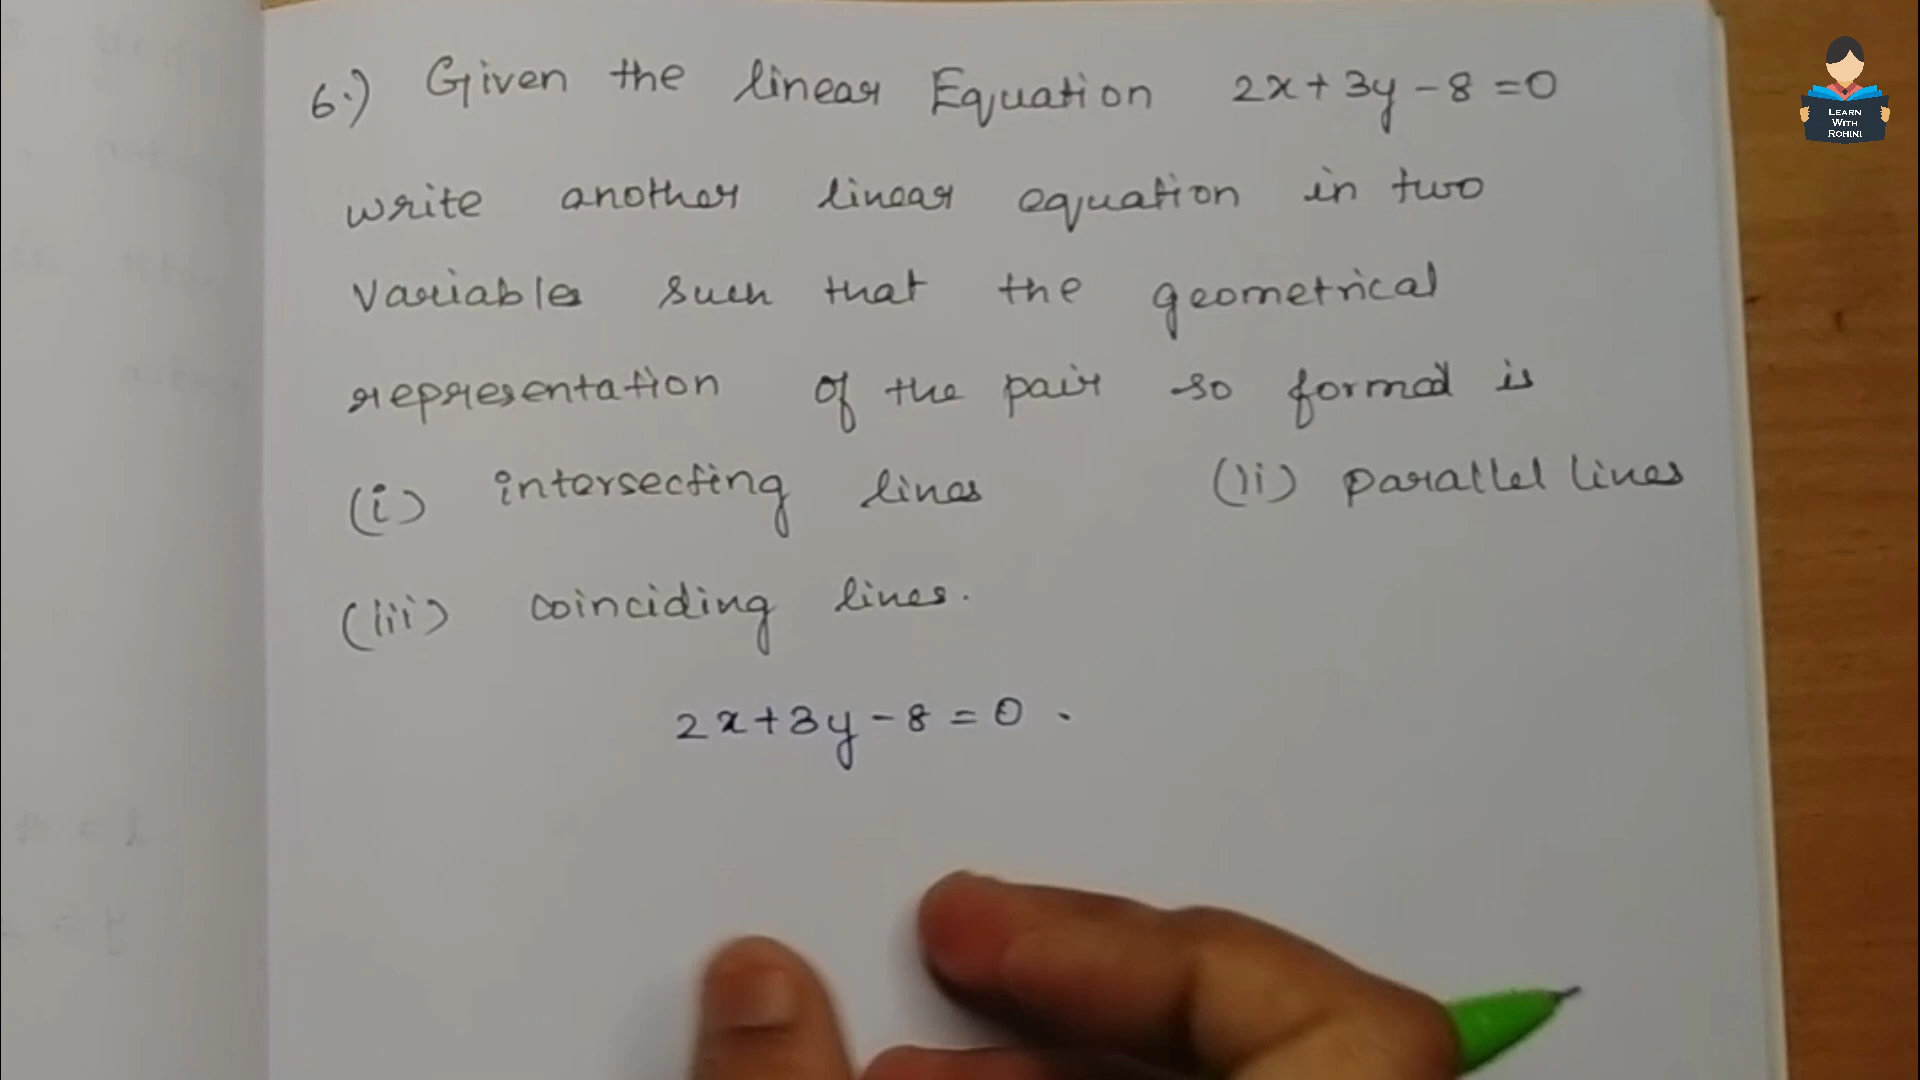 6.) Given the linear Equation 2x+3y-8=0
write another linear equation in two
variables such that the geometrical
representation of the pair so formed is
(i) intersecting lines (ii) parallel lines
(iii) coinciding lines.
2x+3y-8=0.
LEARN
WITH
ROHINI